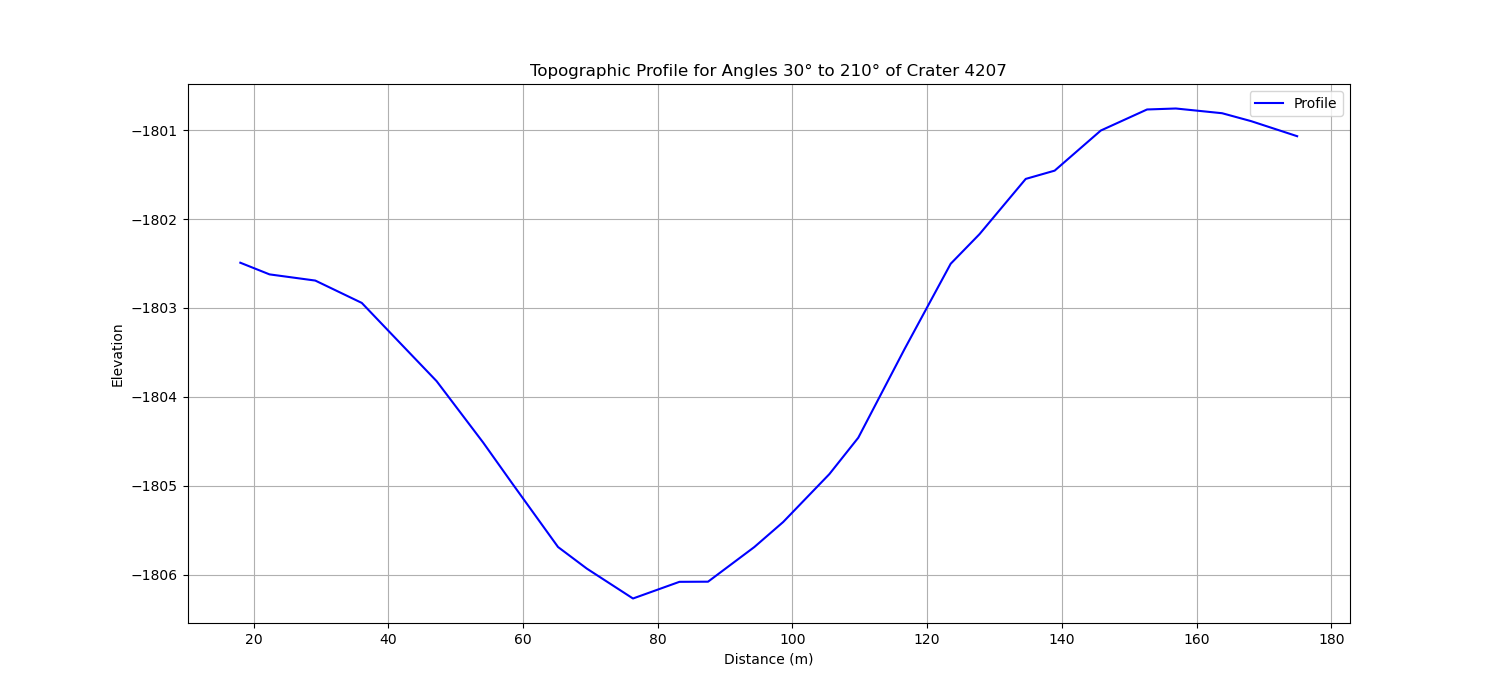 Topographic Profile for Angles 30° to 210° of Crater 4207
Profile
−1801
−1802
−1803
−1804
−1805
−1806
Elevation
20 40 60 80 100 120 140 160 180
Distance (m)